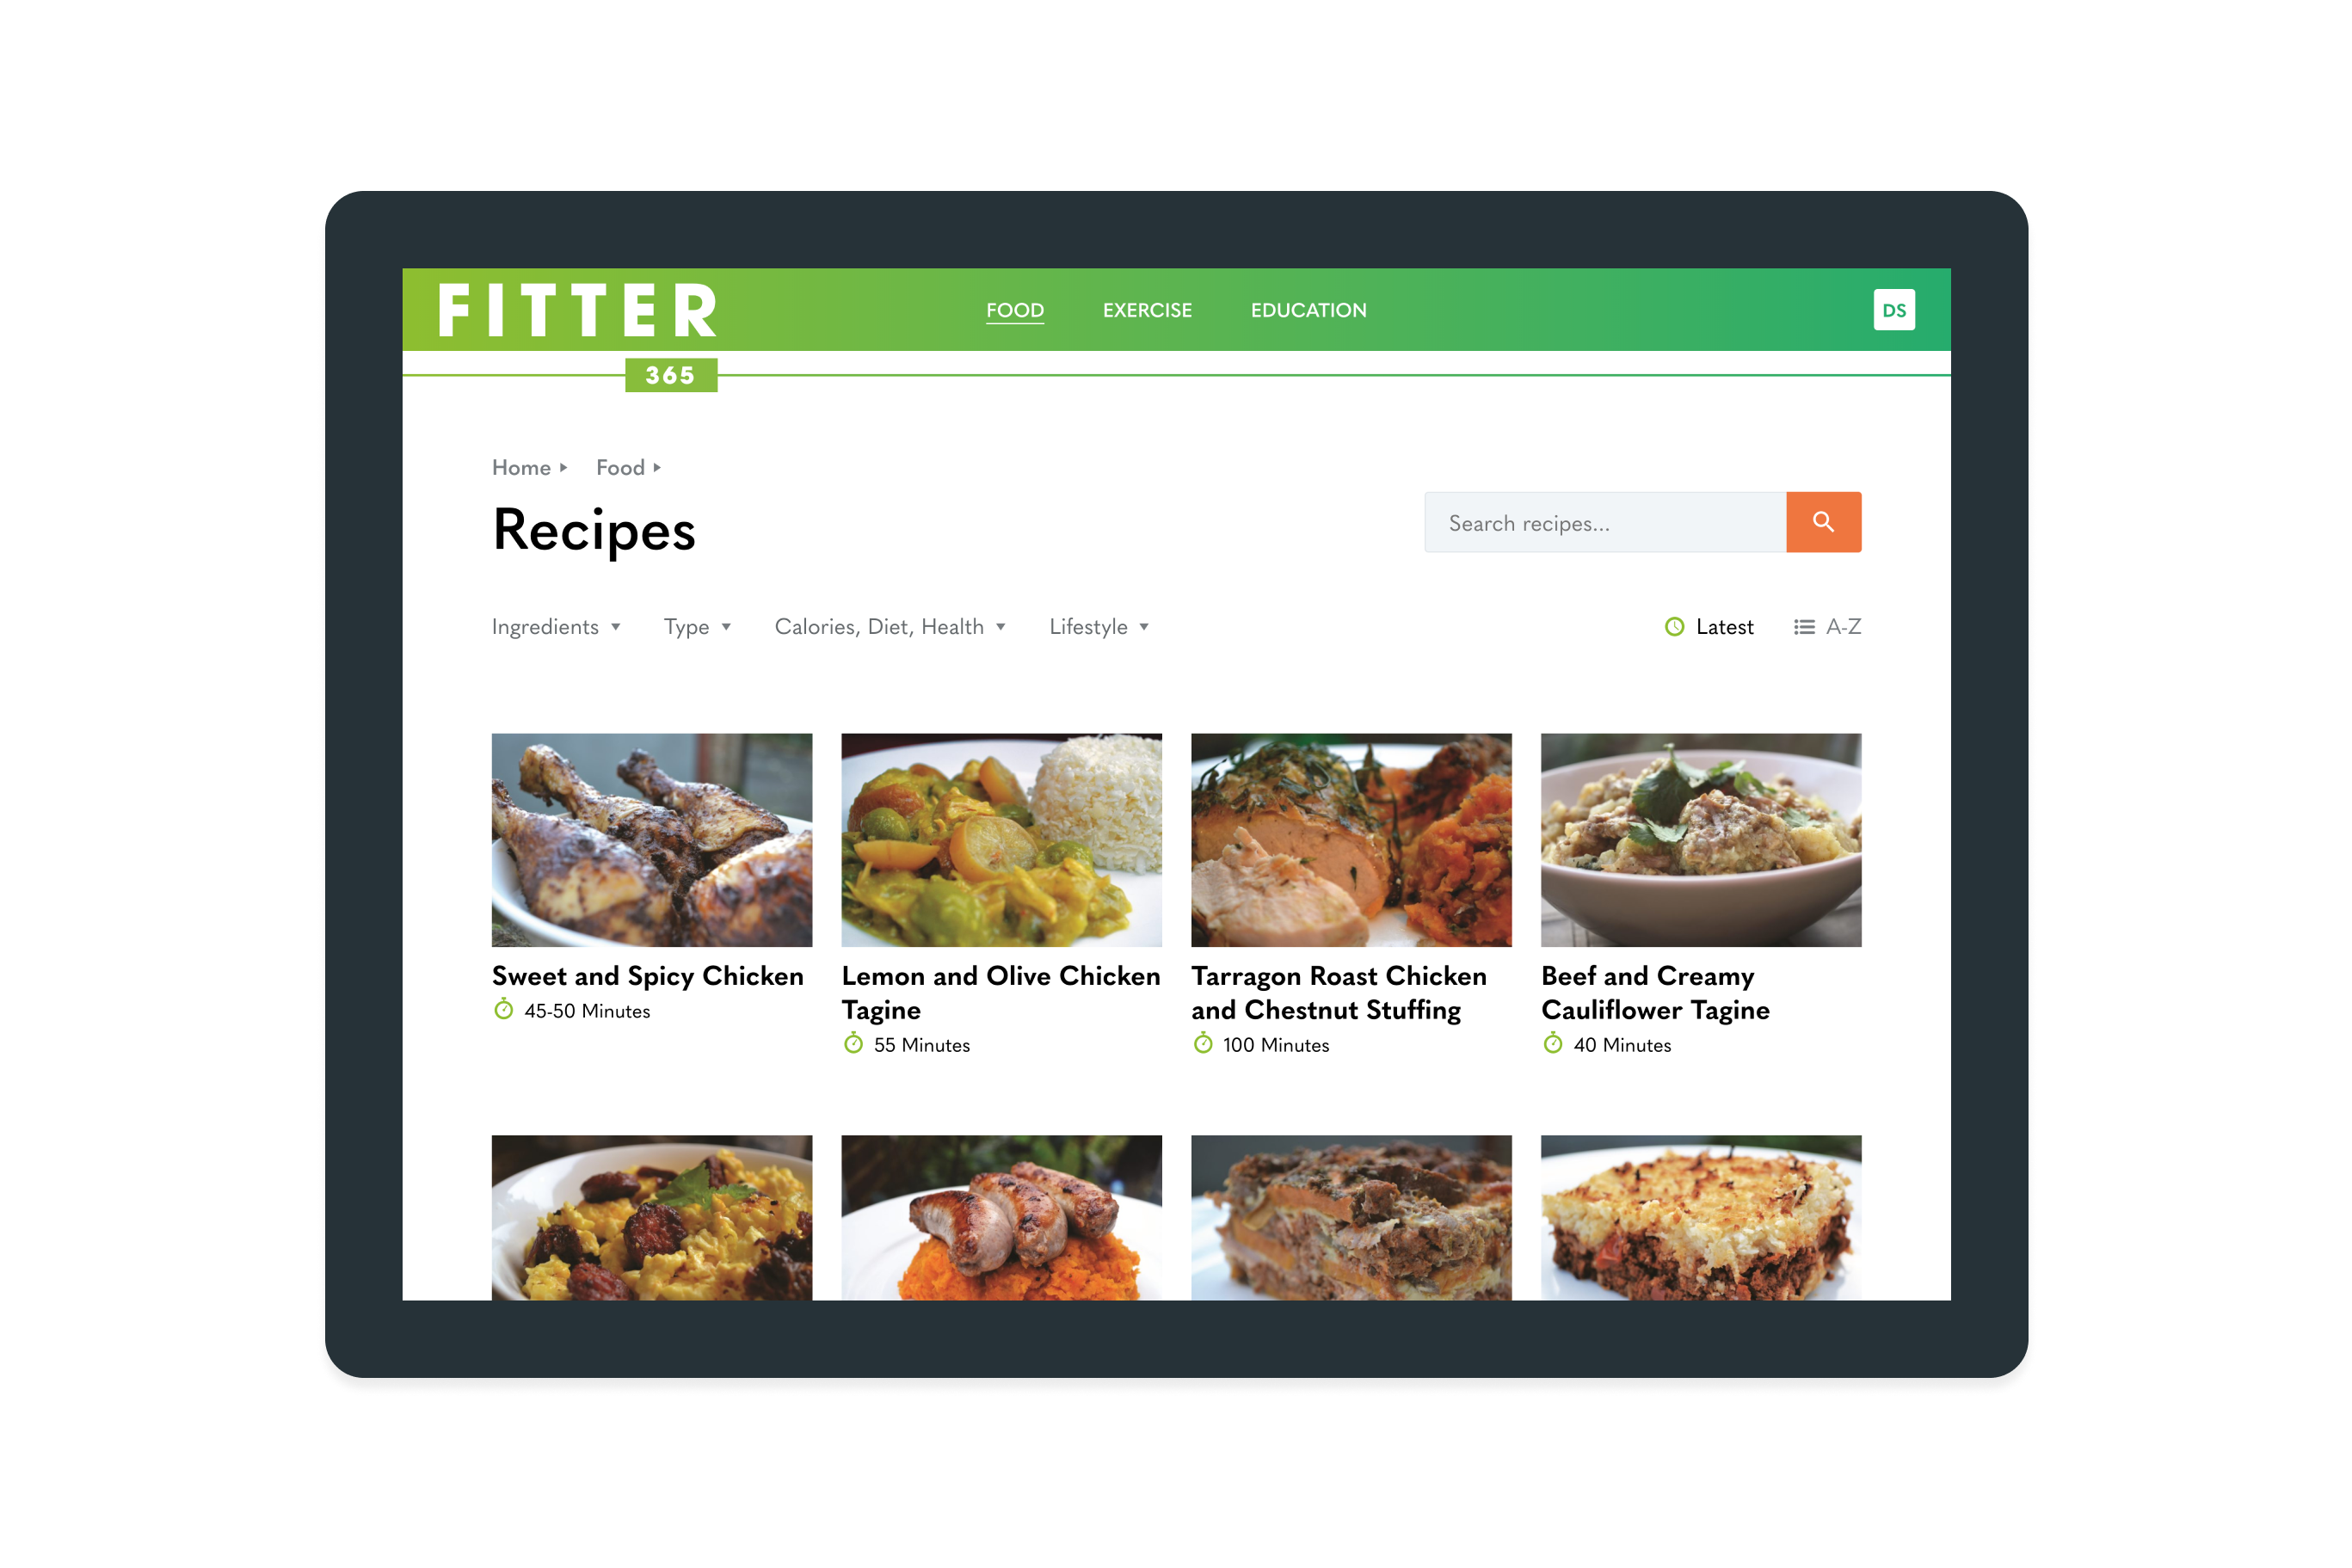 FITTER
365
FOOD EXERCISE EDUCATION
DS
Home Food
Recipes
Search recipes...
Ingredients Type Calories, Diet, Health Lifestyle
Latest A-Z
Sweet and Spicy Chicken
45-50 Minutes
Lemon and Olive Chicken
Tagine
55 Minutes
Tarragon Roast Chicken
and Chestnut Stuffing
100 Minutes
Beef and Creamy
Cauliflower Tagine
40 Minutes